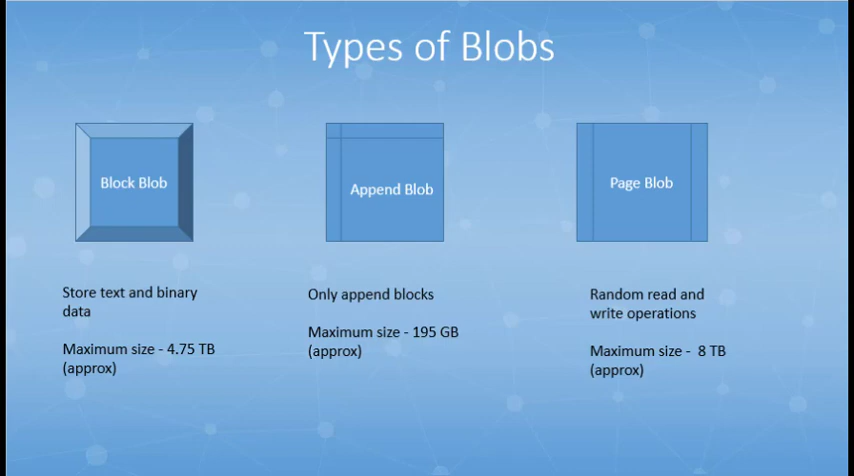 Types of Blobs
Block Blob
Append Blob
Page Blob
Store text and binary
data
Maximum size - 4.75 TB
(approx)
Only append blocks
Maximum size - 195 GB
(approx)
Random read and
write operations
Maximum size -  8 TB
(approx)